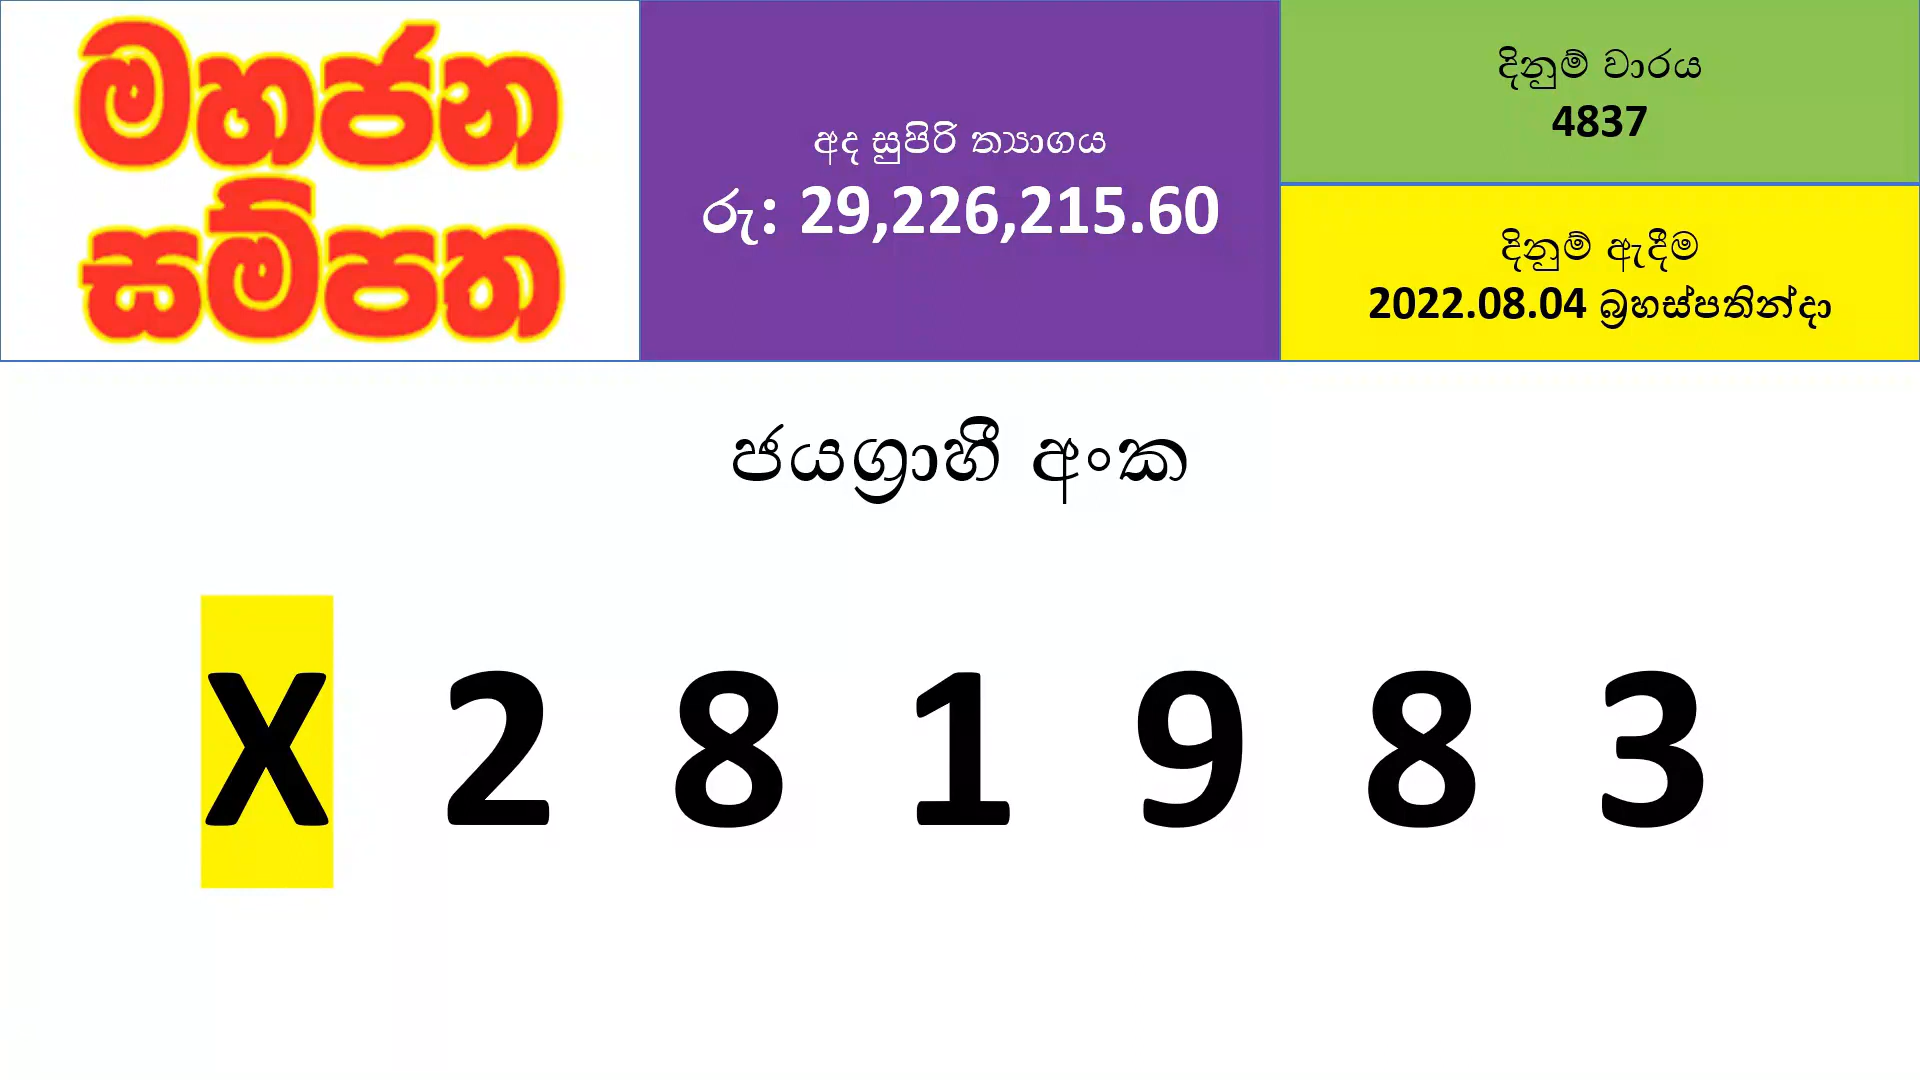 මහජන
සම්පත
අද සුපිරි ත්‍යාගය
රු: 29,226,215.60
දිනුම් වාරය
4837
දිනුම් ඇදීම
2022.08.04 බ්‍රහස්පතින්දා
ජයග්‍රාහී අංක
X 2 8 1 9 8 3